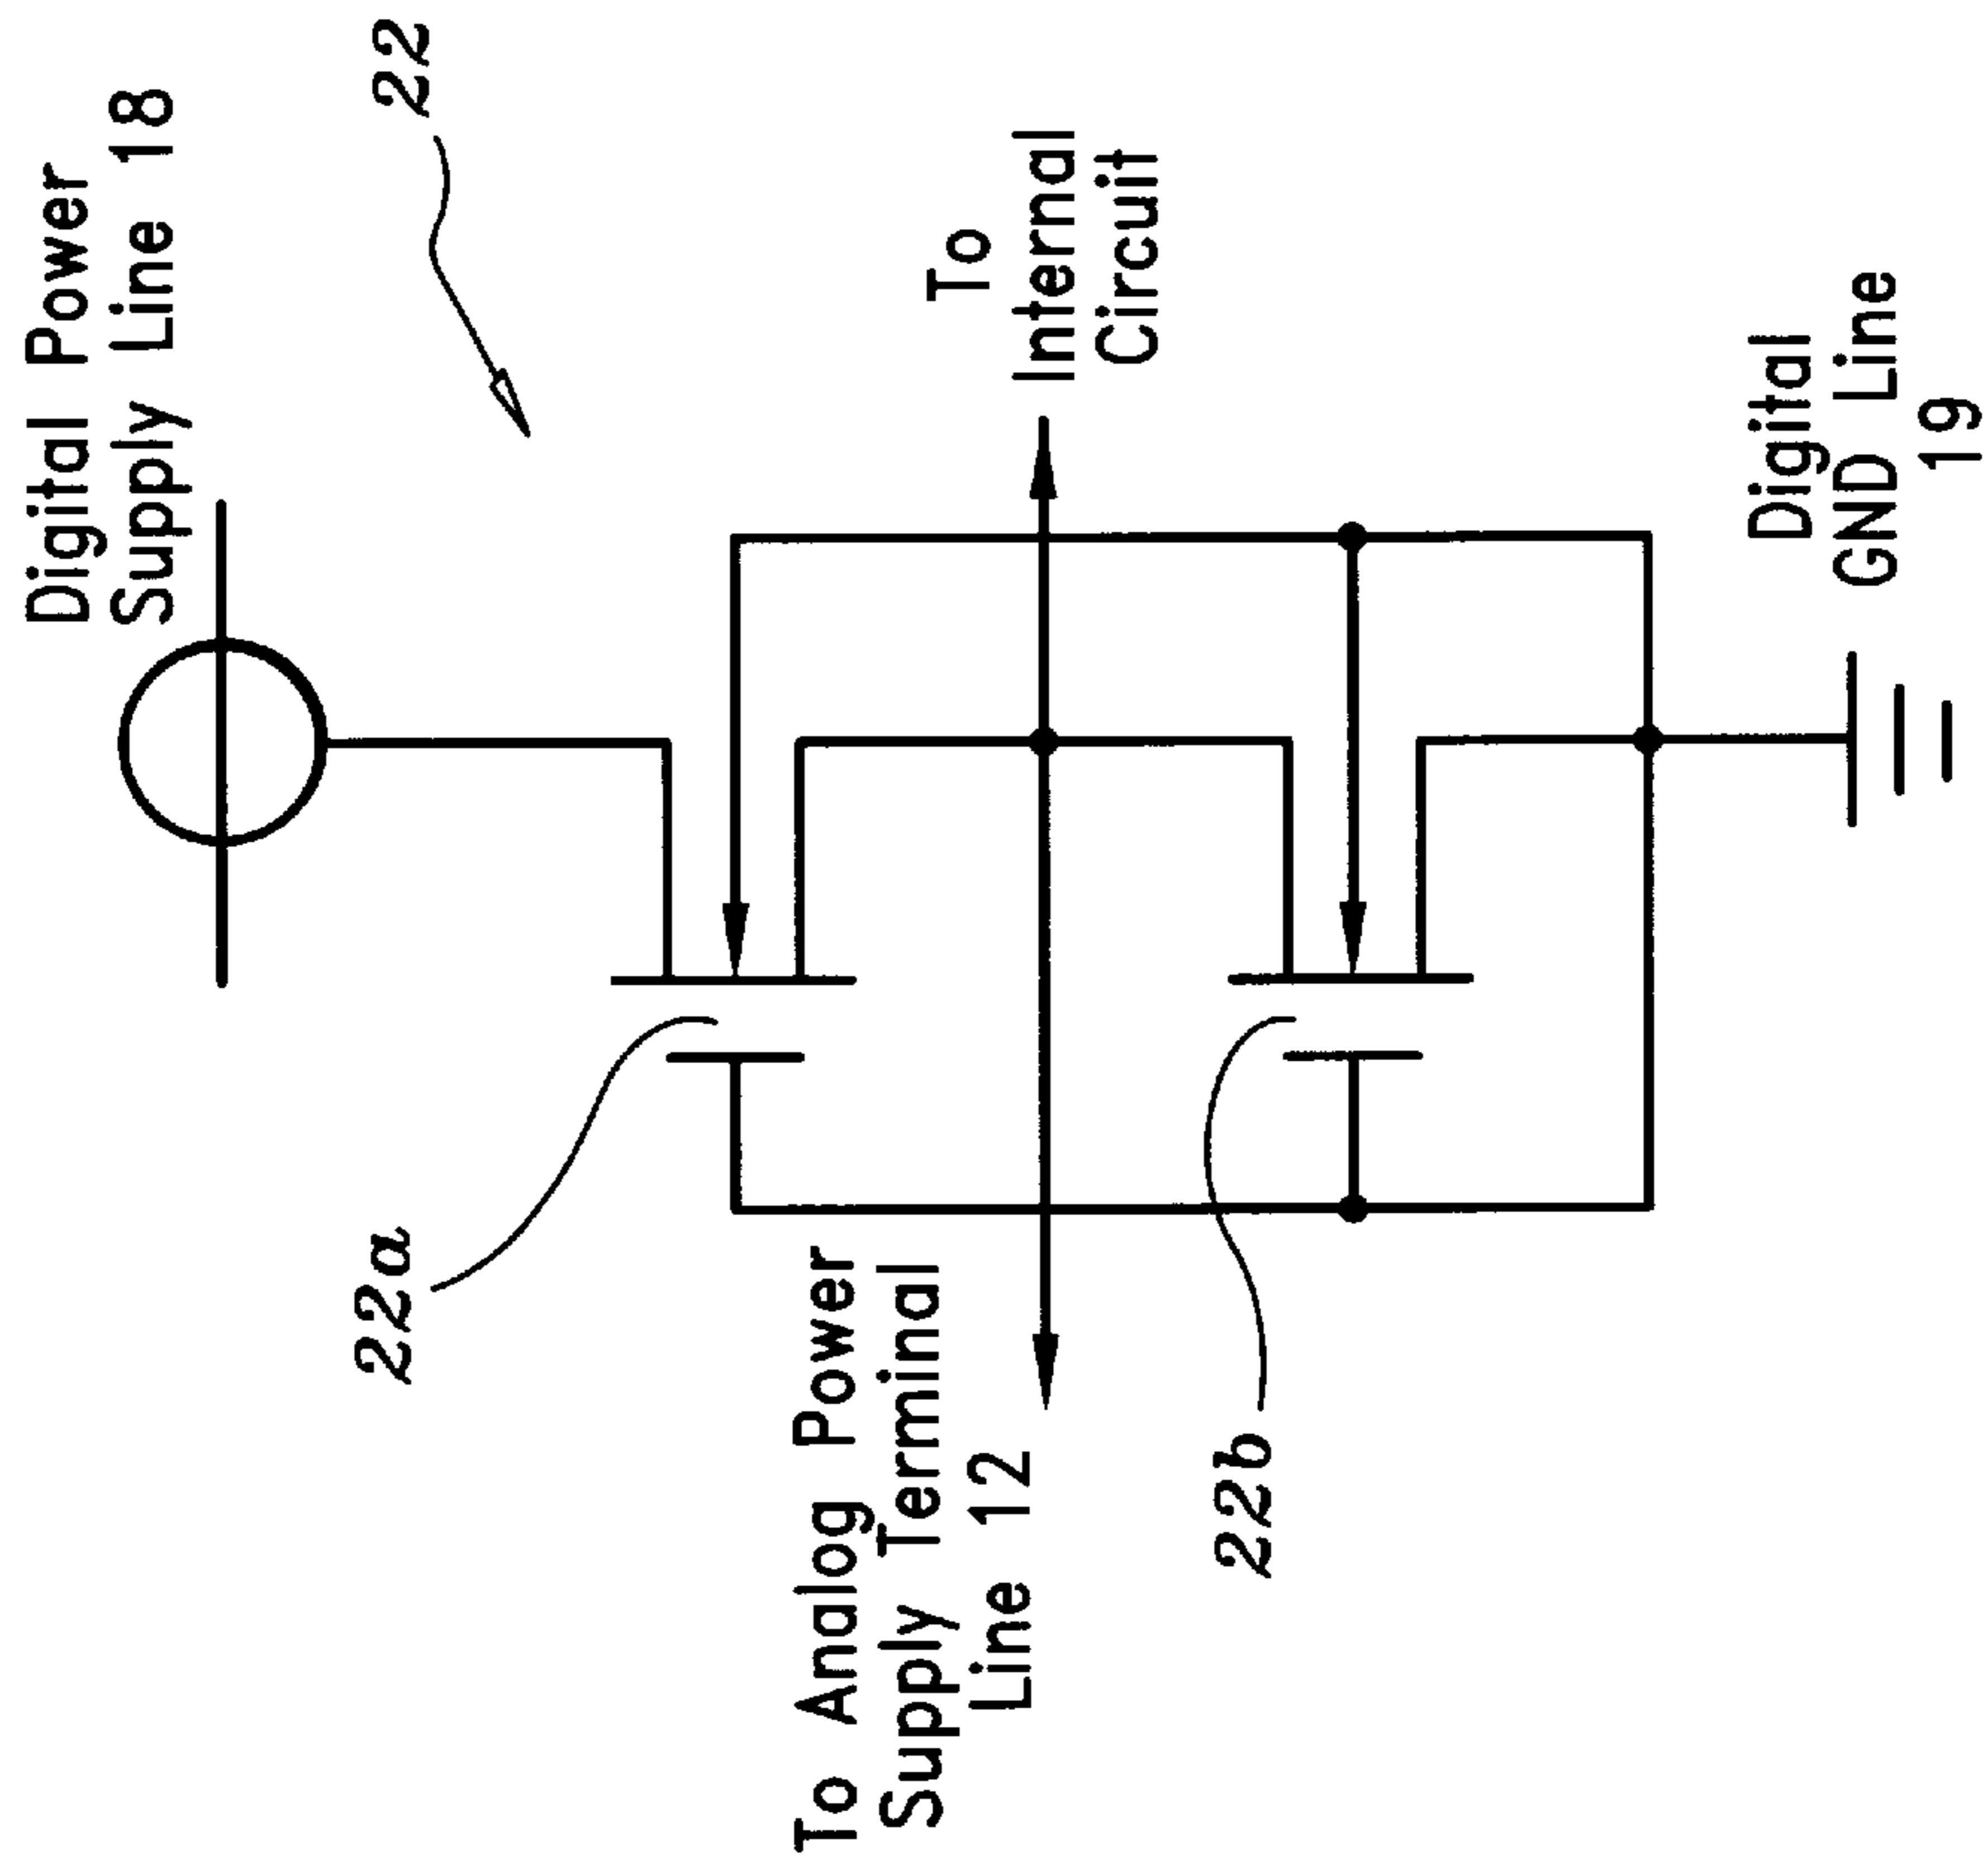 Digital Power
Supply Line 18
22
To
Internal
Circuit
Digital
GND Line
19
22a
To Analog Power
Supply Terminal
Line 12
22b